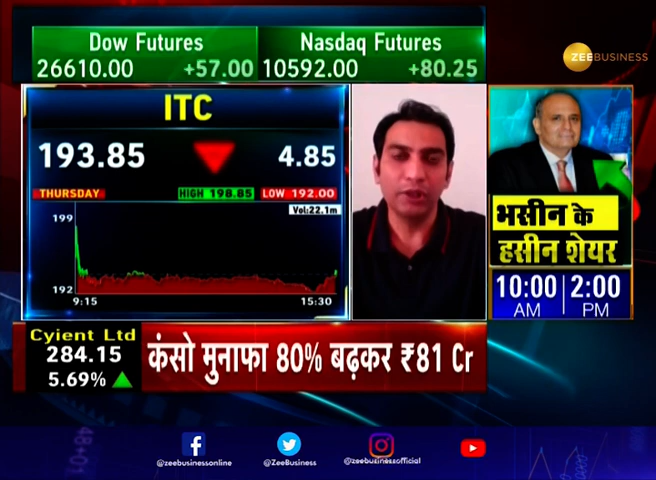 Dow Futures
26610.00 +57.00
Nasdaq Futures
10592.00 +80.25
ZEEBUSINESS
ITC
193.85 4.85
THURSDAY HIGH 198.85 LOW 192.00
Vol:22.1m
199
192
9:15 15:30
भसीन के
हसीन शेयर
10:00 AM 2:00 PM
Cyient Ltd
284.15
5.69%
कंसो मुनाफा 80% बढ़कर ₹81 Cr
@zeebusinessonline @ZeeBusiness @zeebusinessofficial